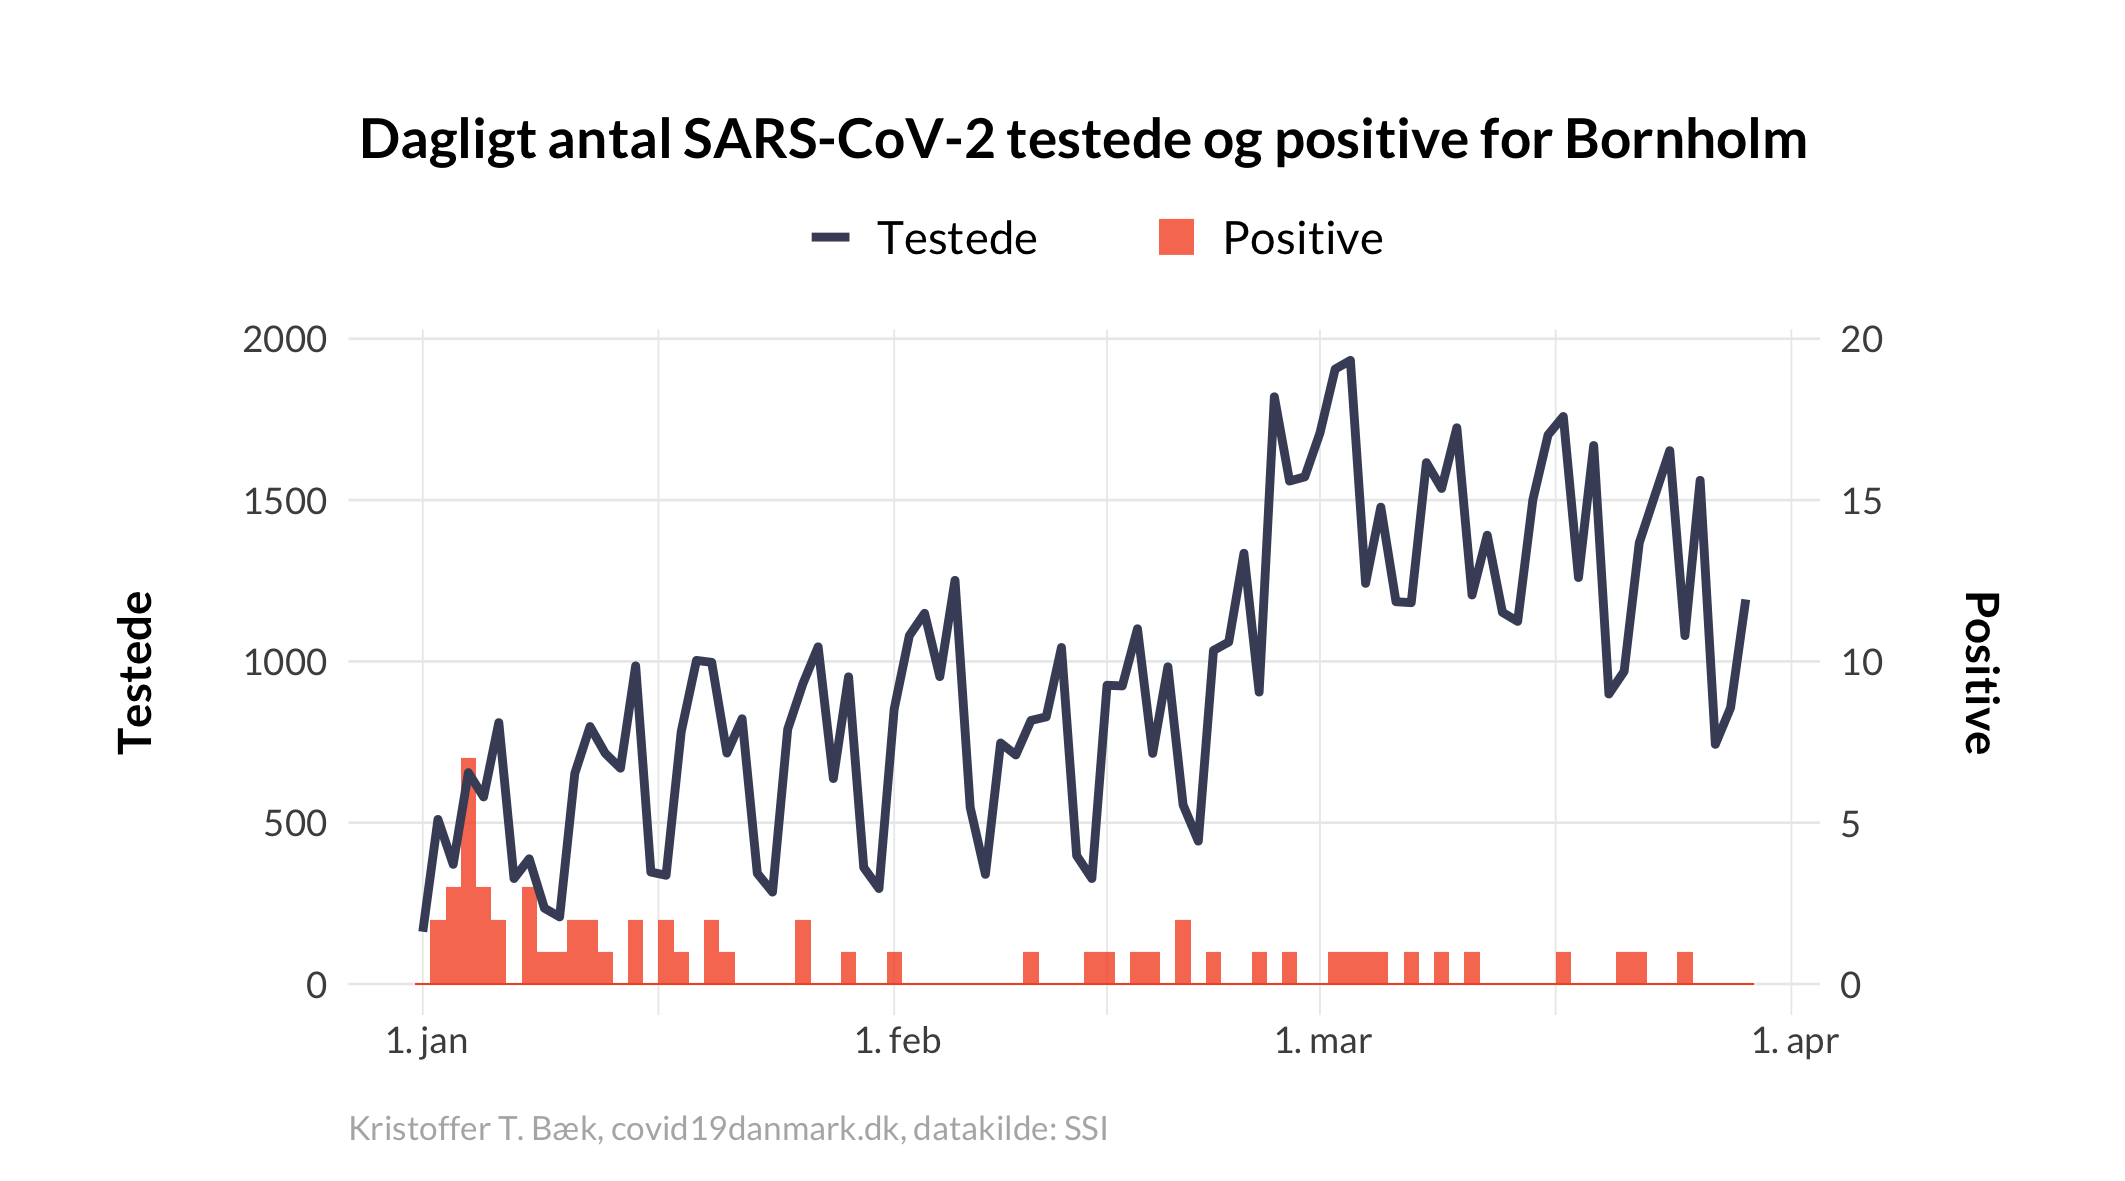 Dagligt antal SARS-CoV-2 testede og positive for Bornholm
Testede
Positive
2000
1500
1000
500
0
20
15
10
5
0
Testede
Positive
1. jan
1. feb
1. mar
1. apr
Kristoffer T. Bæk, covid19danmark.dk, datakilde: SSI